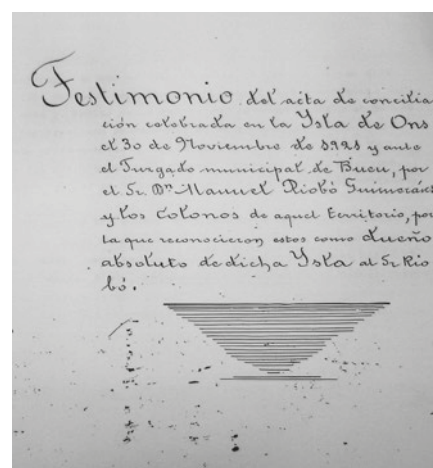 Testimonio del acta de concilia
ción celebrada en la Ysla de Ons
el 30 de Noviembre de 1921 y ante
el Jurgado municipal de Bueu, por
el Sr. Dn Manuel Riobó Guimeráns
y los colonos de aquel territorio, por
la que reconocieron estos como dueño
absoluto de dicha Ysla al Sr Rio
bó.